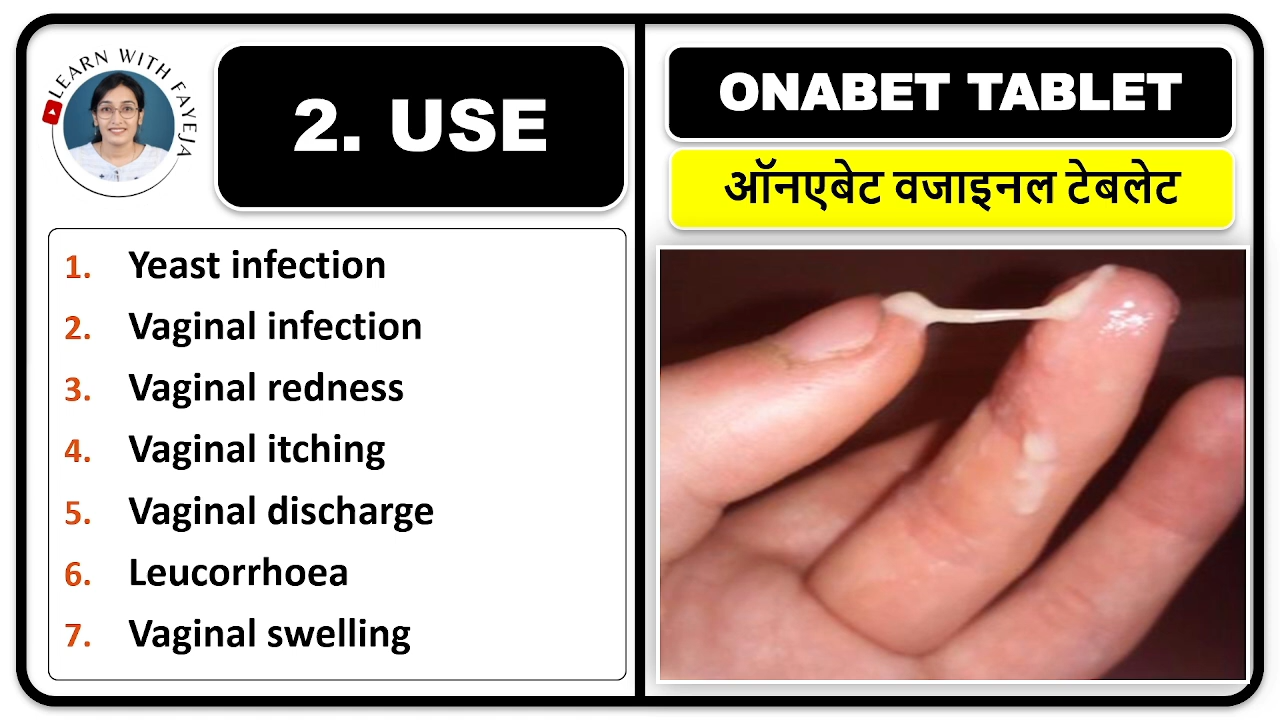 LEARN WITH FAYEJA
2. USE
1. Yeast infection
2. Vaginal infection
3. Vaginal redness
4. Vaginal itching
5. Vaginal discharge
6. Leucorrhoea
7. Vaginal swelling
ONABET TABLET
ऑनएबेट वजाइनल टेबलेट